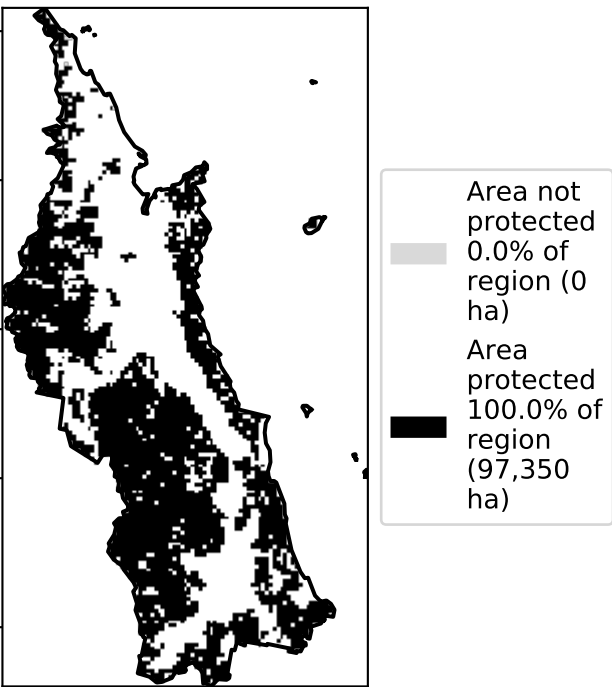 Area not
protected
0.0% of
region (0
ha)
Area
protected
100.0% of
region
(97,350
ha)